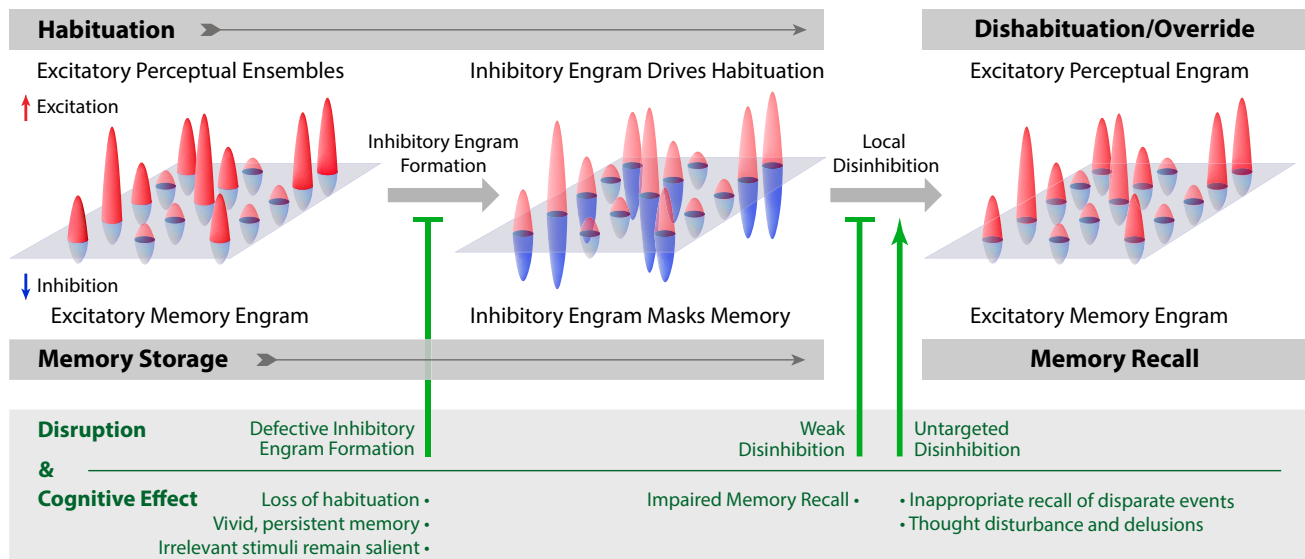 Habituation
Dishabituation/Override
Excitatory Perceptual Ensembles
Inhibitory Engram Drives Habituation
Excitatory Perceptual Engram
Excitation
Inhibitory Engram
Formation
Local
Disinhibition
Inhibition
Excitatory Memory Engram
Inhibitory Engram Masks Memory
Excitatory Memory Engram
Memory Storage
Memory Recall
Disruption
&
Cognitive Effect
Defective Inhibitory
Engram Formation
Weak
Disinhibition
Untargeted
Disinhibition
Loss of habituation •
Vivid, persistent memory •
Irrelevant stimuli remain salient •
Impaired Memory Recall •
• Inappropriate recall of disparate events
• Thought disturbance and delusions